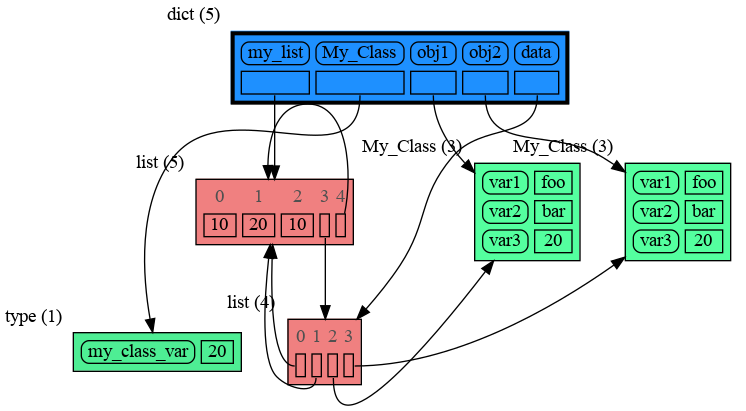 dict (5)
my_list My_Class obj1 obj2 data
list (5)
0 1 2 3 4
10 20 10
My_Class (3)
var1 foo
var2 bar
var3 20
My_Class (3)
var1 foo
var2 bar
var3 20
list (4)
0 1 2 3
type (1)
my_class_var 20